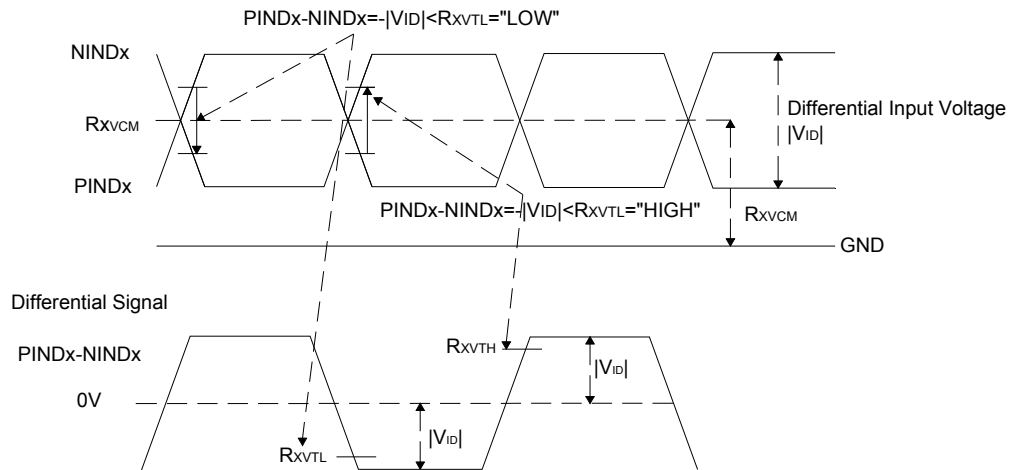 PINDx-NINDx=-|VID|<RXVTL="LOW"
NINDx
RXVCM
Differential Input Voltage
|VID|
PINDx
PINDx-NINDx=-|VID|<RXVTL="HIGH"
RXVCM
GND
Differential Signal
PINDx-NINDx
RXVTH
|VID|
0V
|VID|
RXVTL